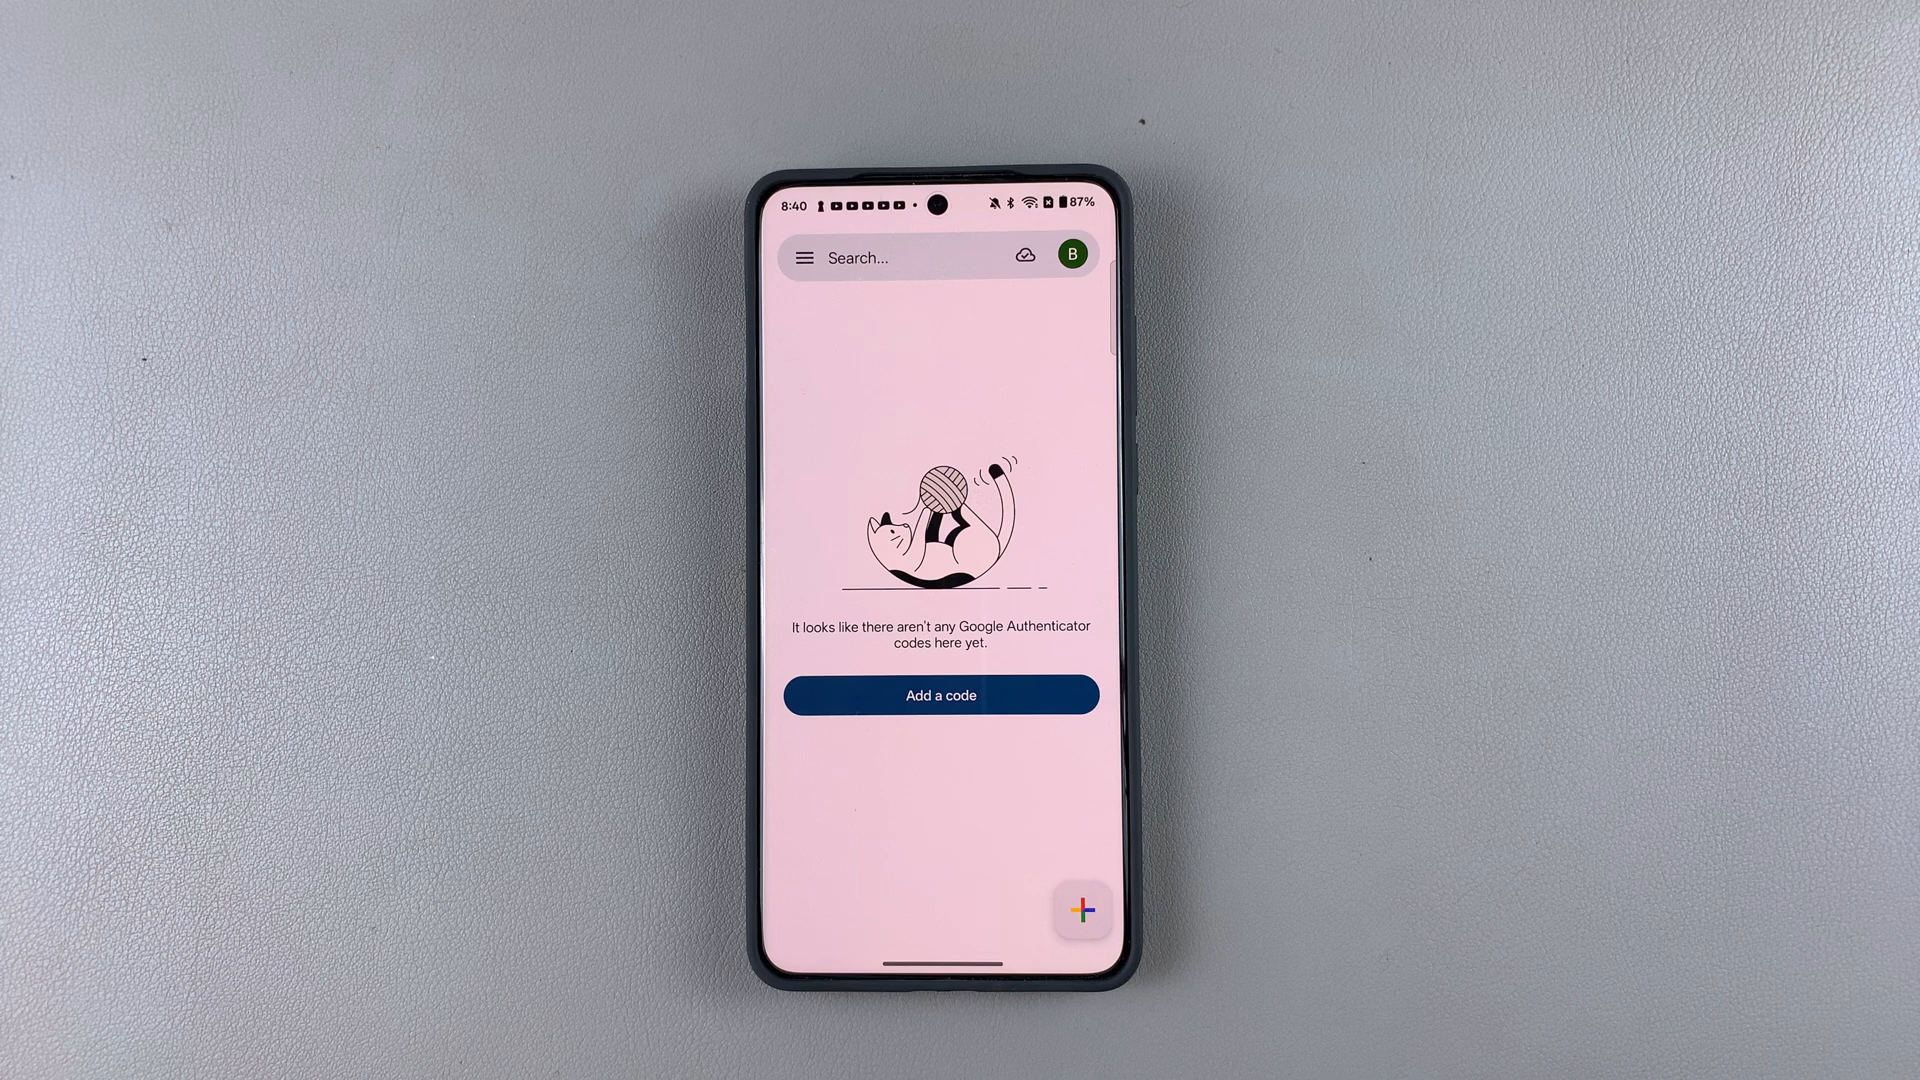 8:40 87%
Search... B
It looks like there aren't any Google Authenticator
codes here yet.
Add a code